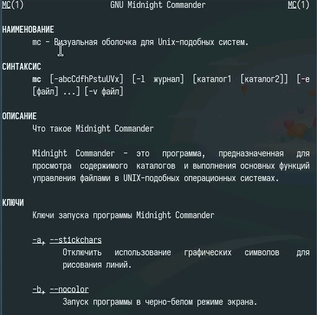 MC(1) GNU Midnight Commander MC(1)
НАИМЕНОВАНИЕ
mc - Визуальная оболочка для Unix-подобных систем.
СИНТАКСИС
mc [-abcCdfhPstuUVx] [-l журнал] [каталог1 [каталог2]] [-e
[файл] ...] [-v файл]
ОПИСАНИЕ
Что такое Midnight Commander
Midnight Commander - это программа, предназначенная для
просмотра содержимого каталогов и выполнения основных функций
управления файлами в UNIX-подобных операционных системах.
КЛЮЧИ
Ключи запуска программы Midnight Commander
-a, --stickchars
Отключить использование графических символов для
рисования линий.
-b, --nocolor
Запуск программы в черно-белом режиме экрана.